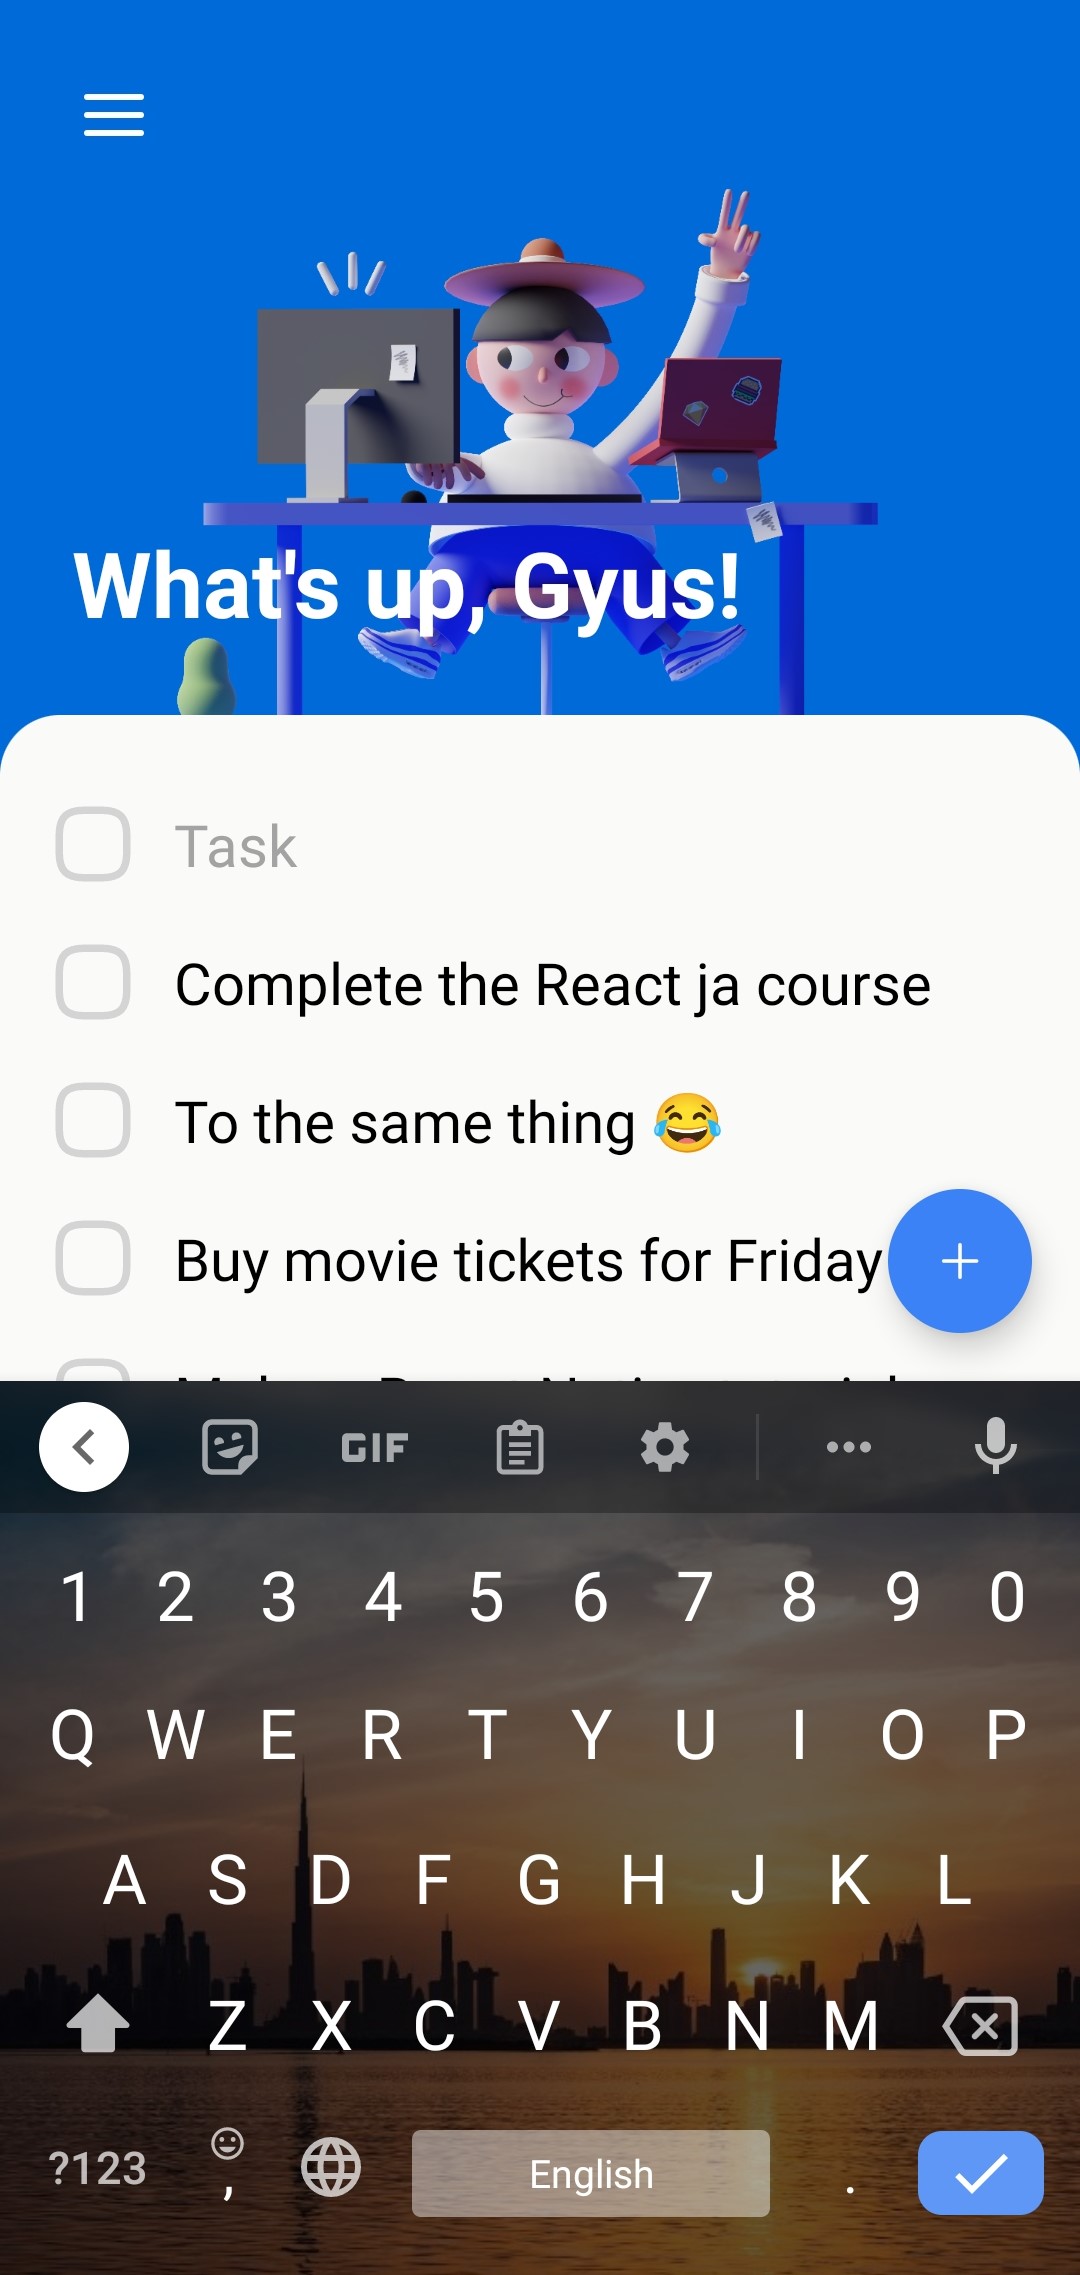 What's up, Gyus!
Task
Complete the React ja course
To the same thing 😂
Buy movie tickets for Friday
GIF
1 2 3 4 5 6 7 8 9 0
Q W E R T Y U I O P
A S D F G H J K L
Z X C V B N M
?123 , English .